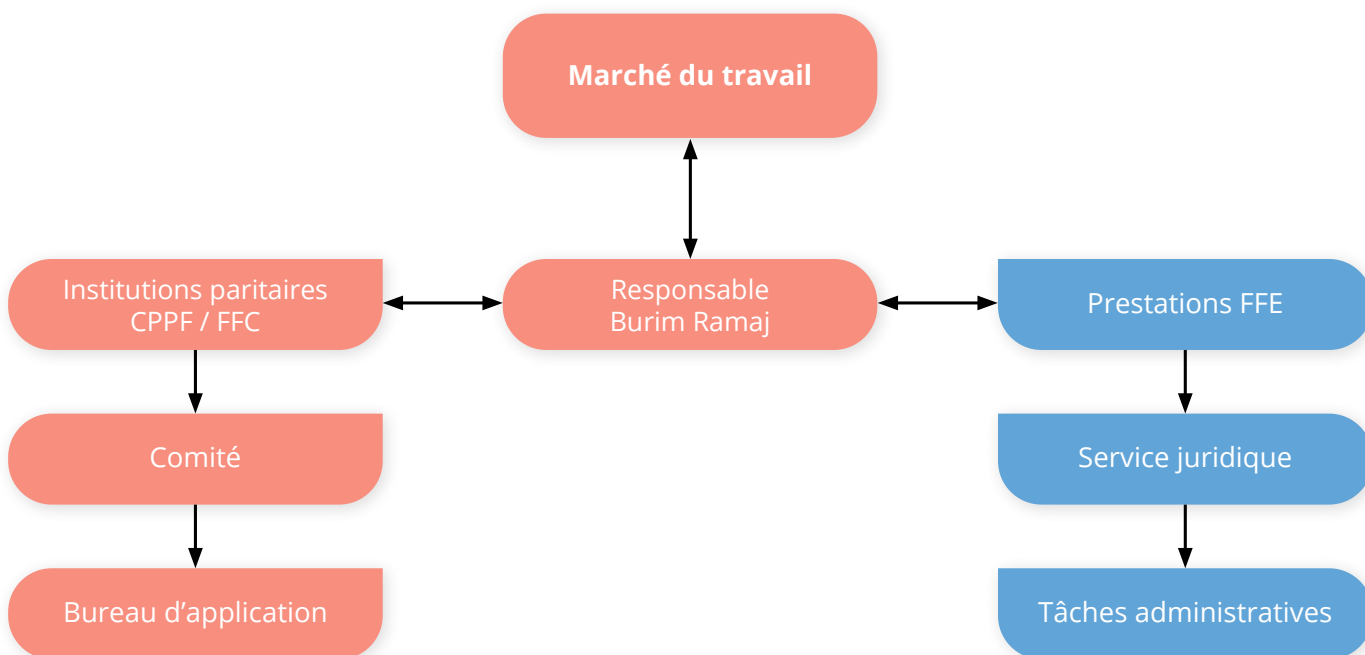 Marché du travail
Institutions paritaires
CPPF / FFC
Responsable
Burim Ramaj
Prestations FFE
Comité
Service juridique
Bureau d’application
Tâches administratives